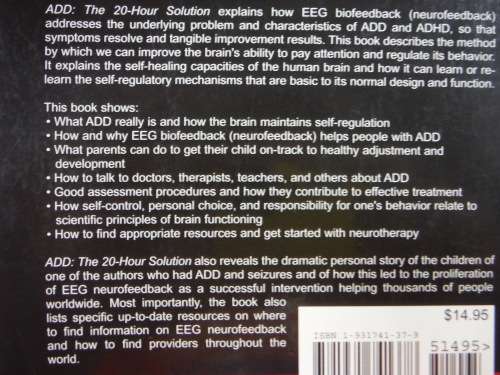 ADD: The 20-Hour Solution explains how EEG biofeedback (neurofeedback)
addresses the underlying problem and characteristics of ADD and ADHD, so that
symptoms resolve and tangible improvement results. This book describes the method
by which we can improve the brain's ability to pay attention and regulate its behavior.
It explains the self-healing capacities of the human brain and how it can learn or re-
learn the self-regulatory mechanisms that are basic to its normal design and function.
This book shows:
• What ADD really is and how the brain maintains self-regulation
• How and why EEG biofeedback (neurofeedback) helps people with ADD
• What parents can do to get their child on-track to healthy adjustment and
development
• How to talk to doctors, therapists, teachers, and others about ADD
• Good assessment procedures and how they contribute to effective treatment
• How self-control, personal choice, and responsibility for one's behavior relate to
scientific principles of brain functioning
• How to find appropriate resources and get started with neurotherapy
ADD: The 20-Hour Solution also reveals the dramatic personal story of the children of
one of the authors who had ADD and seizures and of how this led to the proliferation
of EEG neurofeedback as a successful intervention helping thousands of people
worldwide. Most importantly, the book also
lists specific up-to-date resources on where
to find information on EEG neurofeedback
and how to find providers throughout the
world.
$14.95
ISBN 1-931741-37-9
51495>